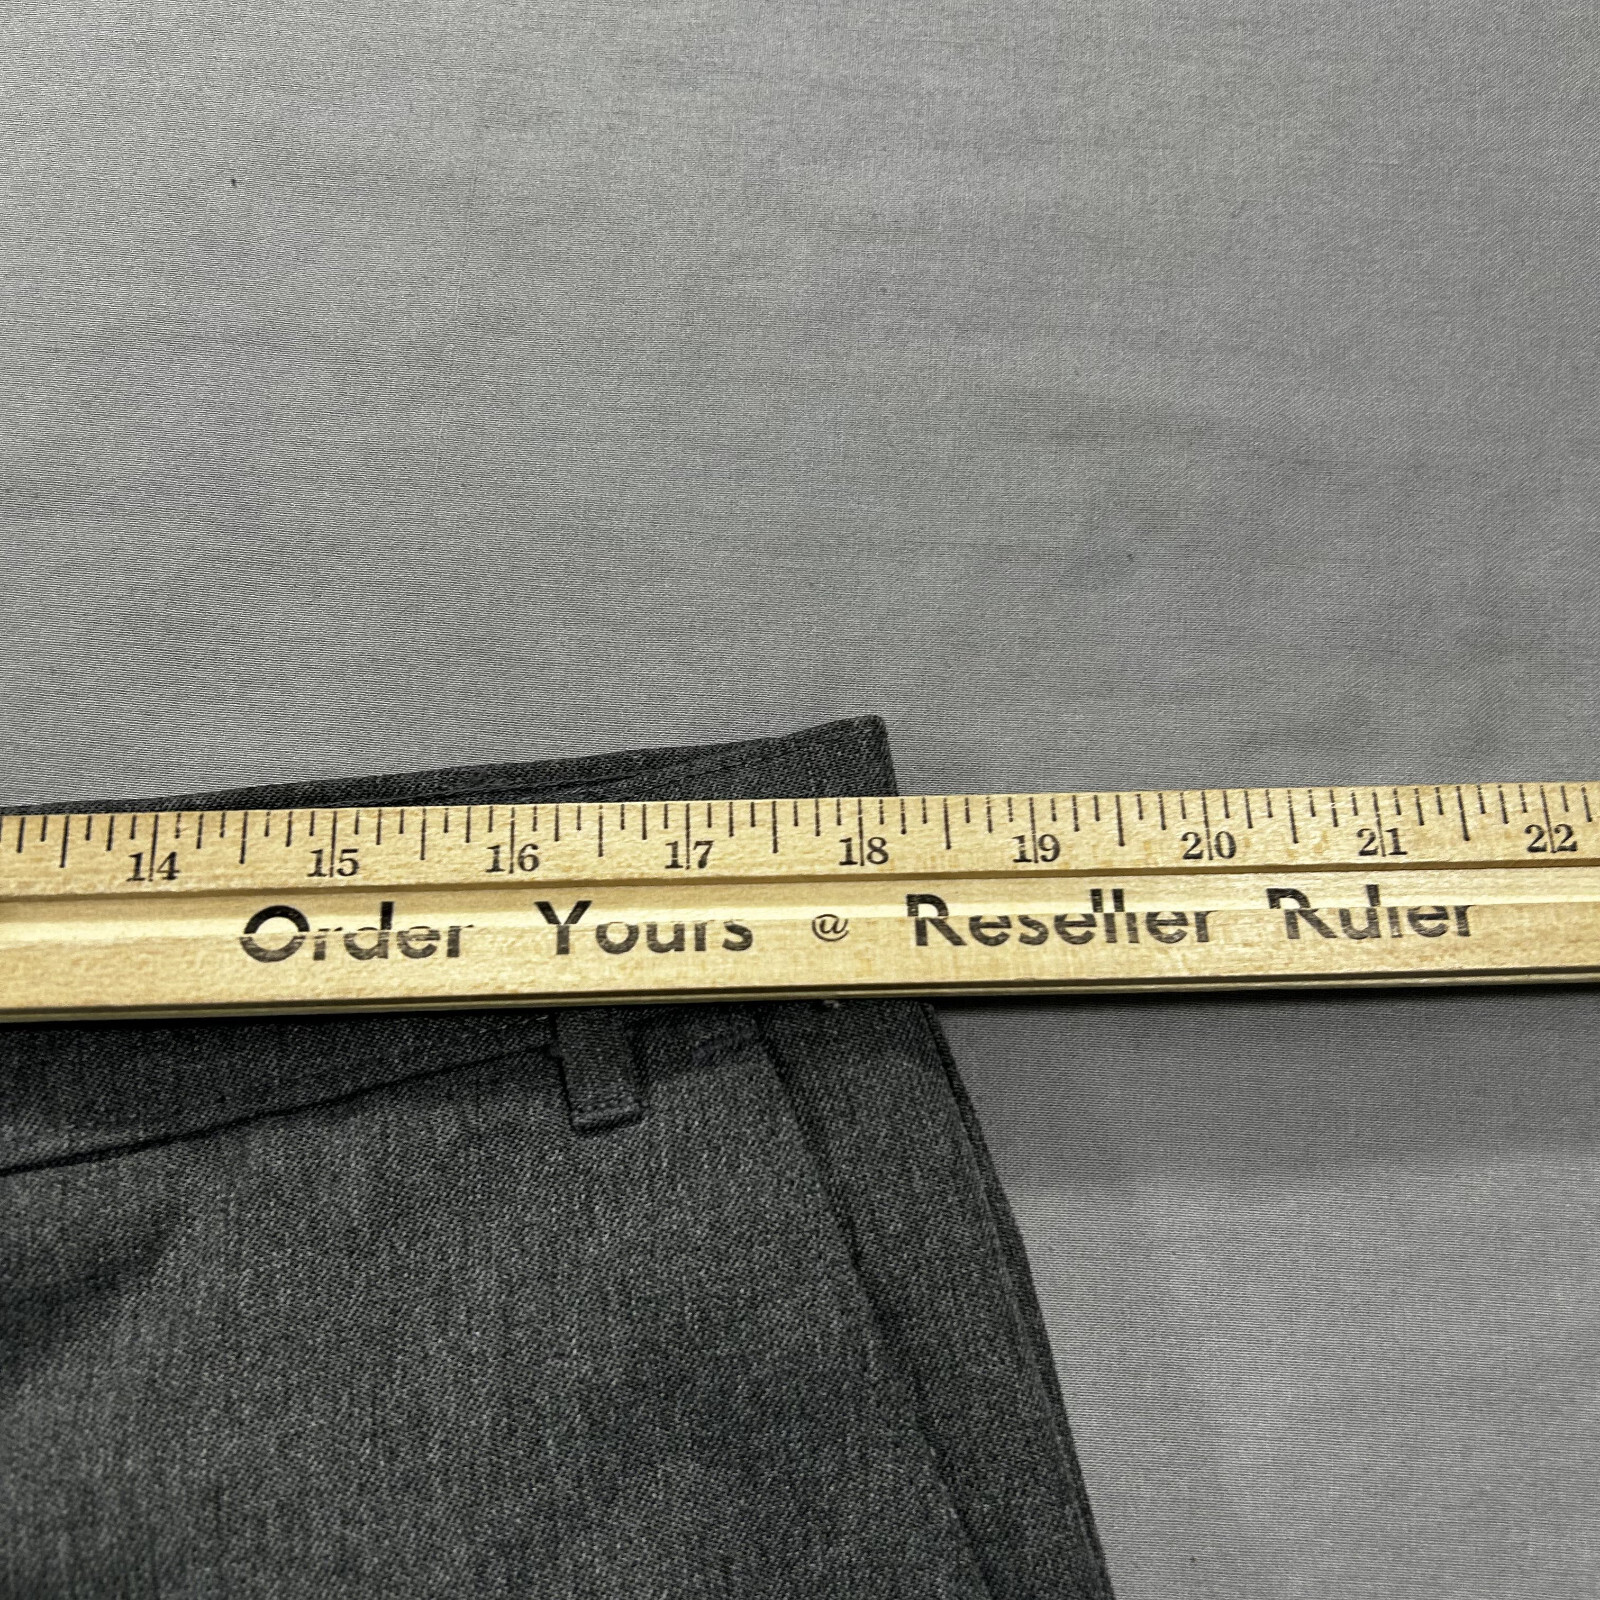 14 15 16 17 18 19 20 21 22
Order Yours @ Reseller Ruler